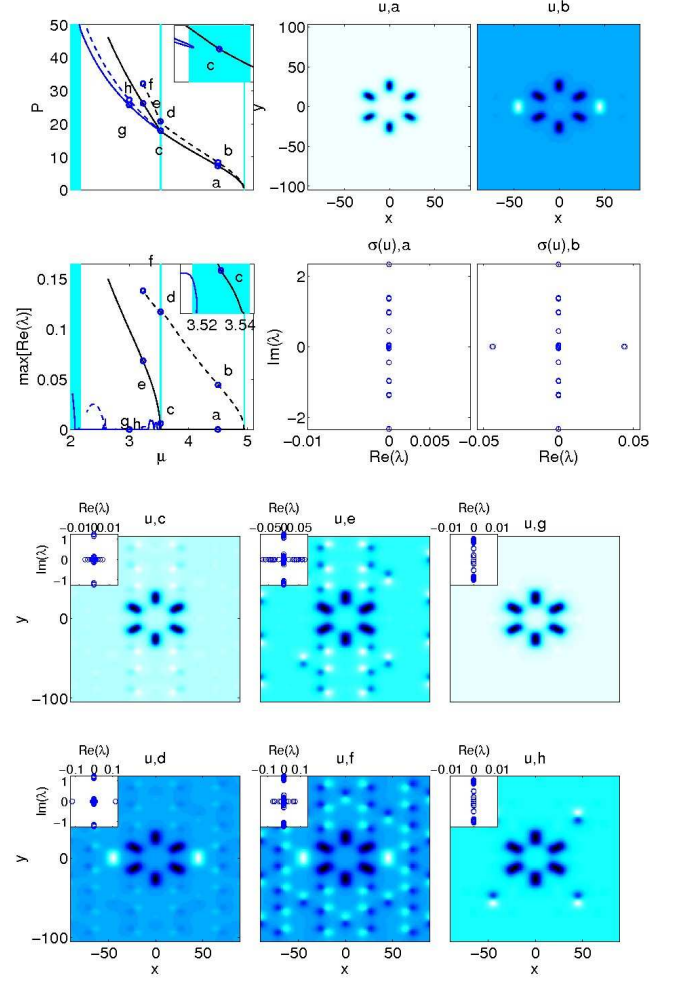 u,a
u,b
50
40
30
20
10
0
P
h
f
e
d
g
c
b
a
c
y
100
50
0
−50
−100
−50
0
50
x
−50
0
50
x
f
σ(u),a
σ(u),b
max[Re(λ)]
0.15
0.1
0.05
0
d
c
3.52
3.54
e
b
g
h
c
a
2
3
4
5
μ
Im(λ)
2
0
−2
−0.01
0
0.005
Re(λ)
−0.05
0
0.05
Re(λ)
Re(λ)
−0.01
0
0.01
u,c
Re(λ)
−0.05
0
0.05
u,e
Re(λ)
−0.01
0
0.01
u,g
Im(λ)
1
0
−1
1
0
−1
1
0
−1
y
0
−100
Re(λ)
−0.1
0
0.1
u,d
Re(λ)
−0.1
0
0.1
u,f
Re(λ)
−0.01
0
0.01
u,h
Im(λ)
1
0
−1
1
0
−1
1
0
−1
y
0
−100
−50
0
50
x
−50
0
50
x
−50
0
50
x